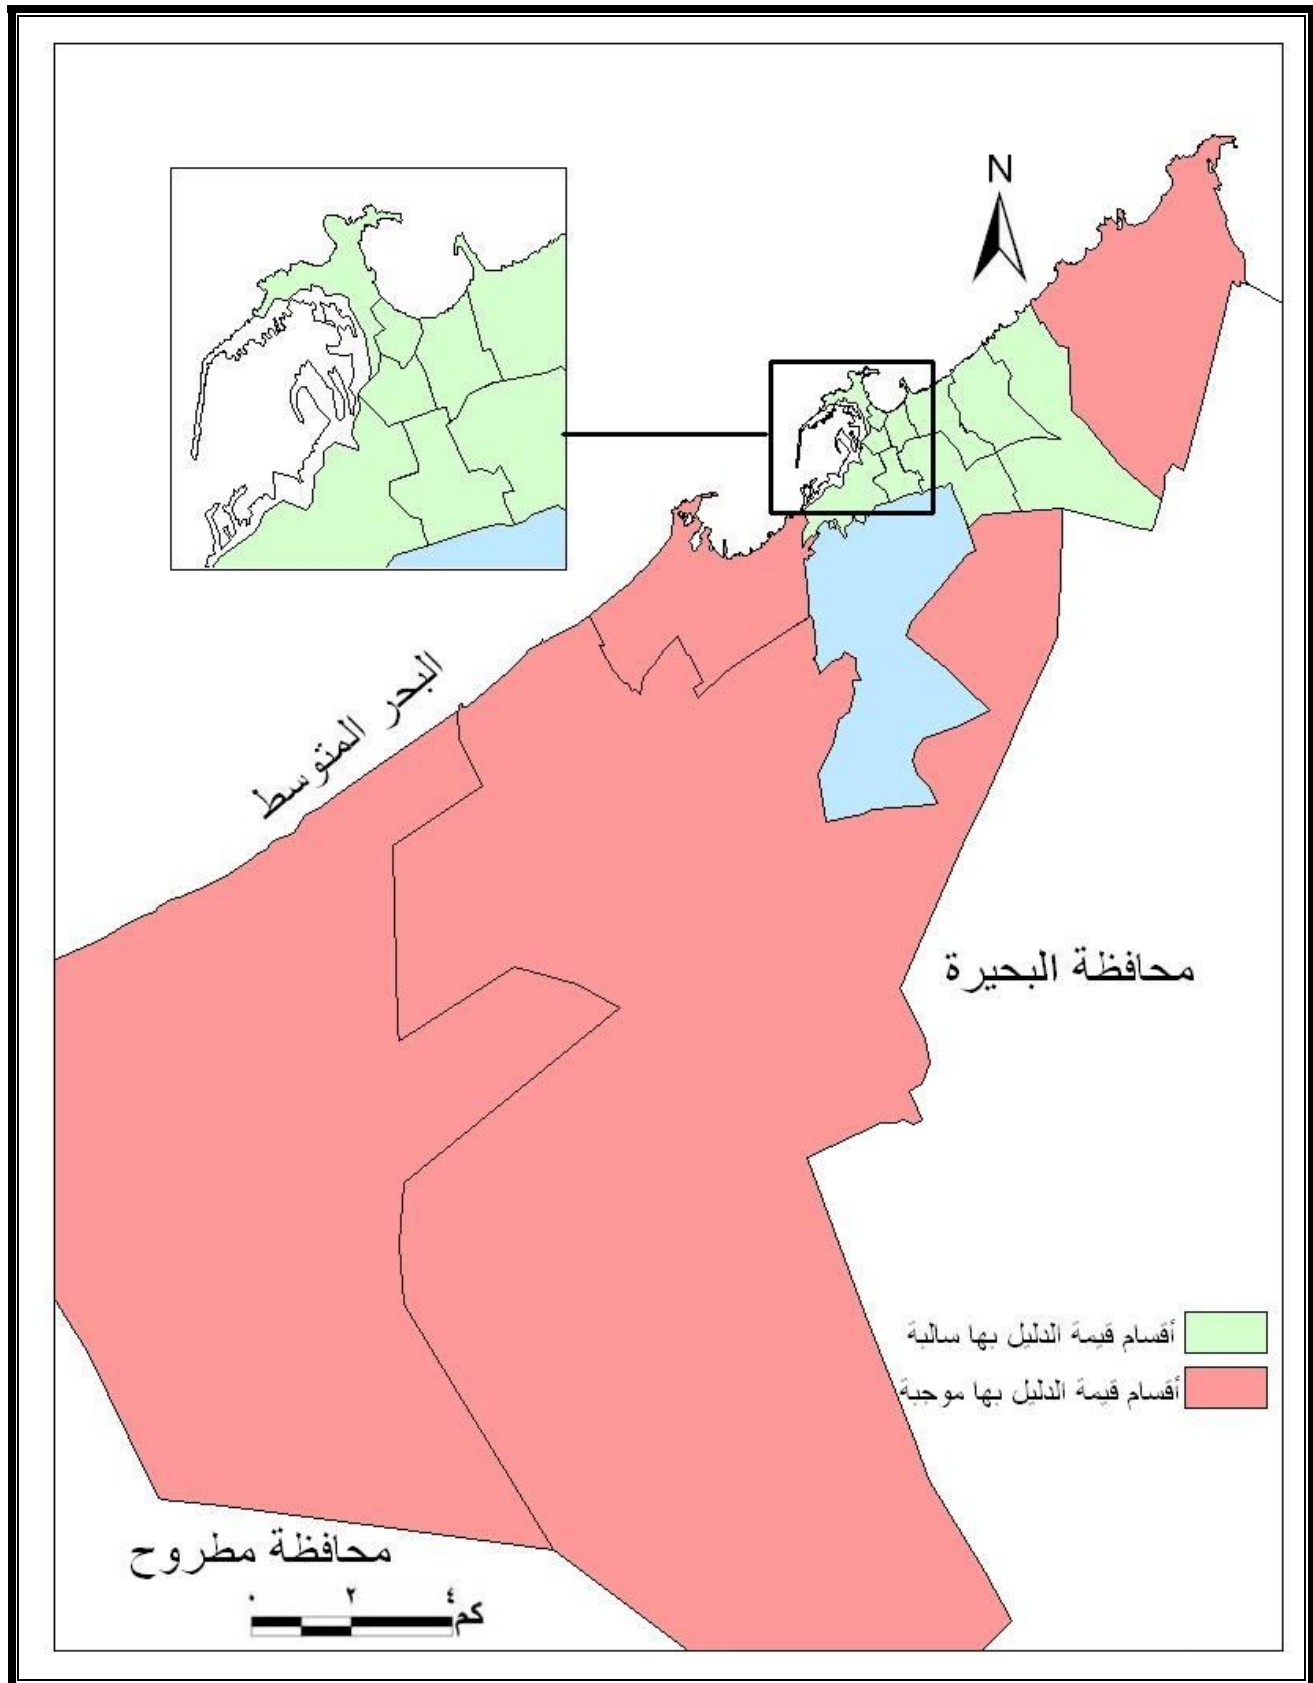 N
البحر المتوسط
محافظة البحيرة
أقسام قيمة الدليل بها سالبة
أقسام قيمة الدليل بها موجبة
محافظة مطروح
٠ ٢ ٤
كم